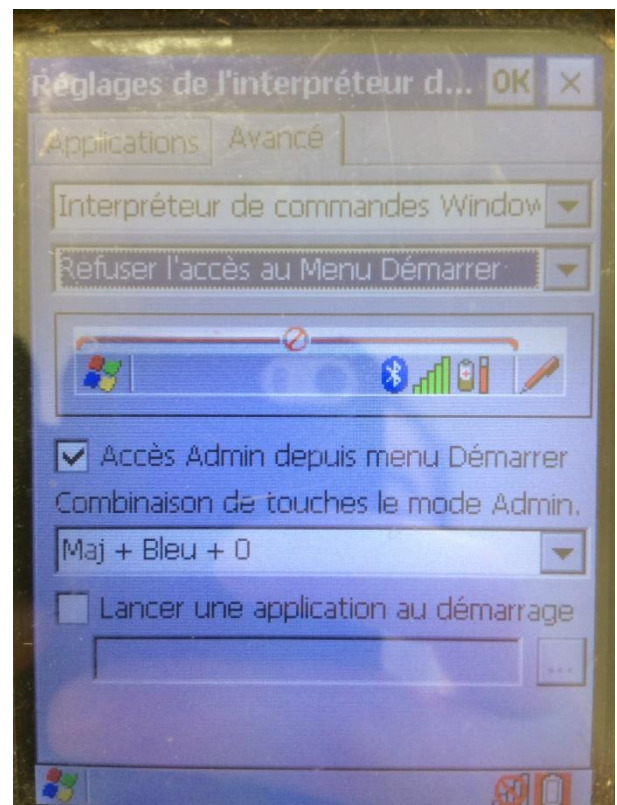 Réglages de l'interpréteur d... OK ×
Applications Avancé
Interpréteur de commandes Window
Refuser l'accès au Menu Démarrer
Accès Admin depuis menu Démarrer
Combinaison de touches le mode Admin.
Maj + Bleu + 0
Lancer une application au démarrage
...